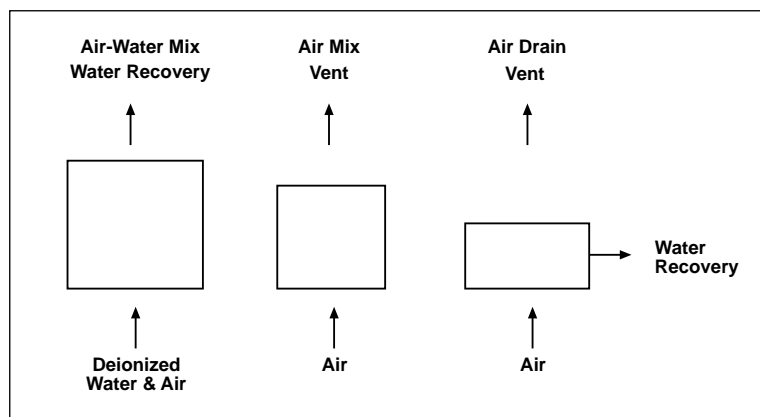 Air-Water Mix
Water Recovery
Air Mix
Vent
Air Drain
Vent
Water
Recovery
Deionized
Water & Air
Air
Air